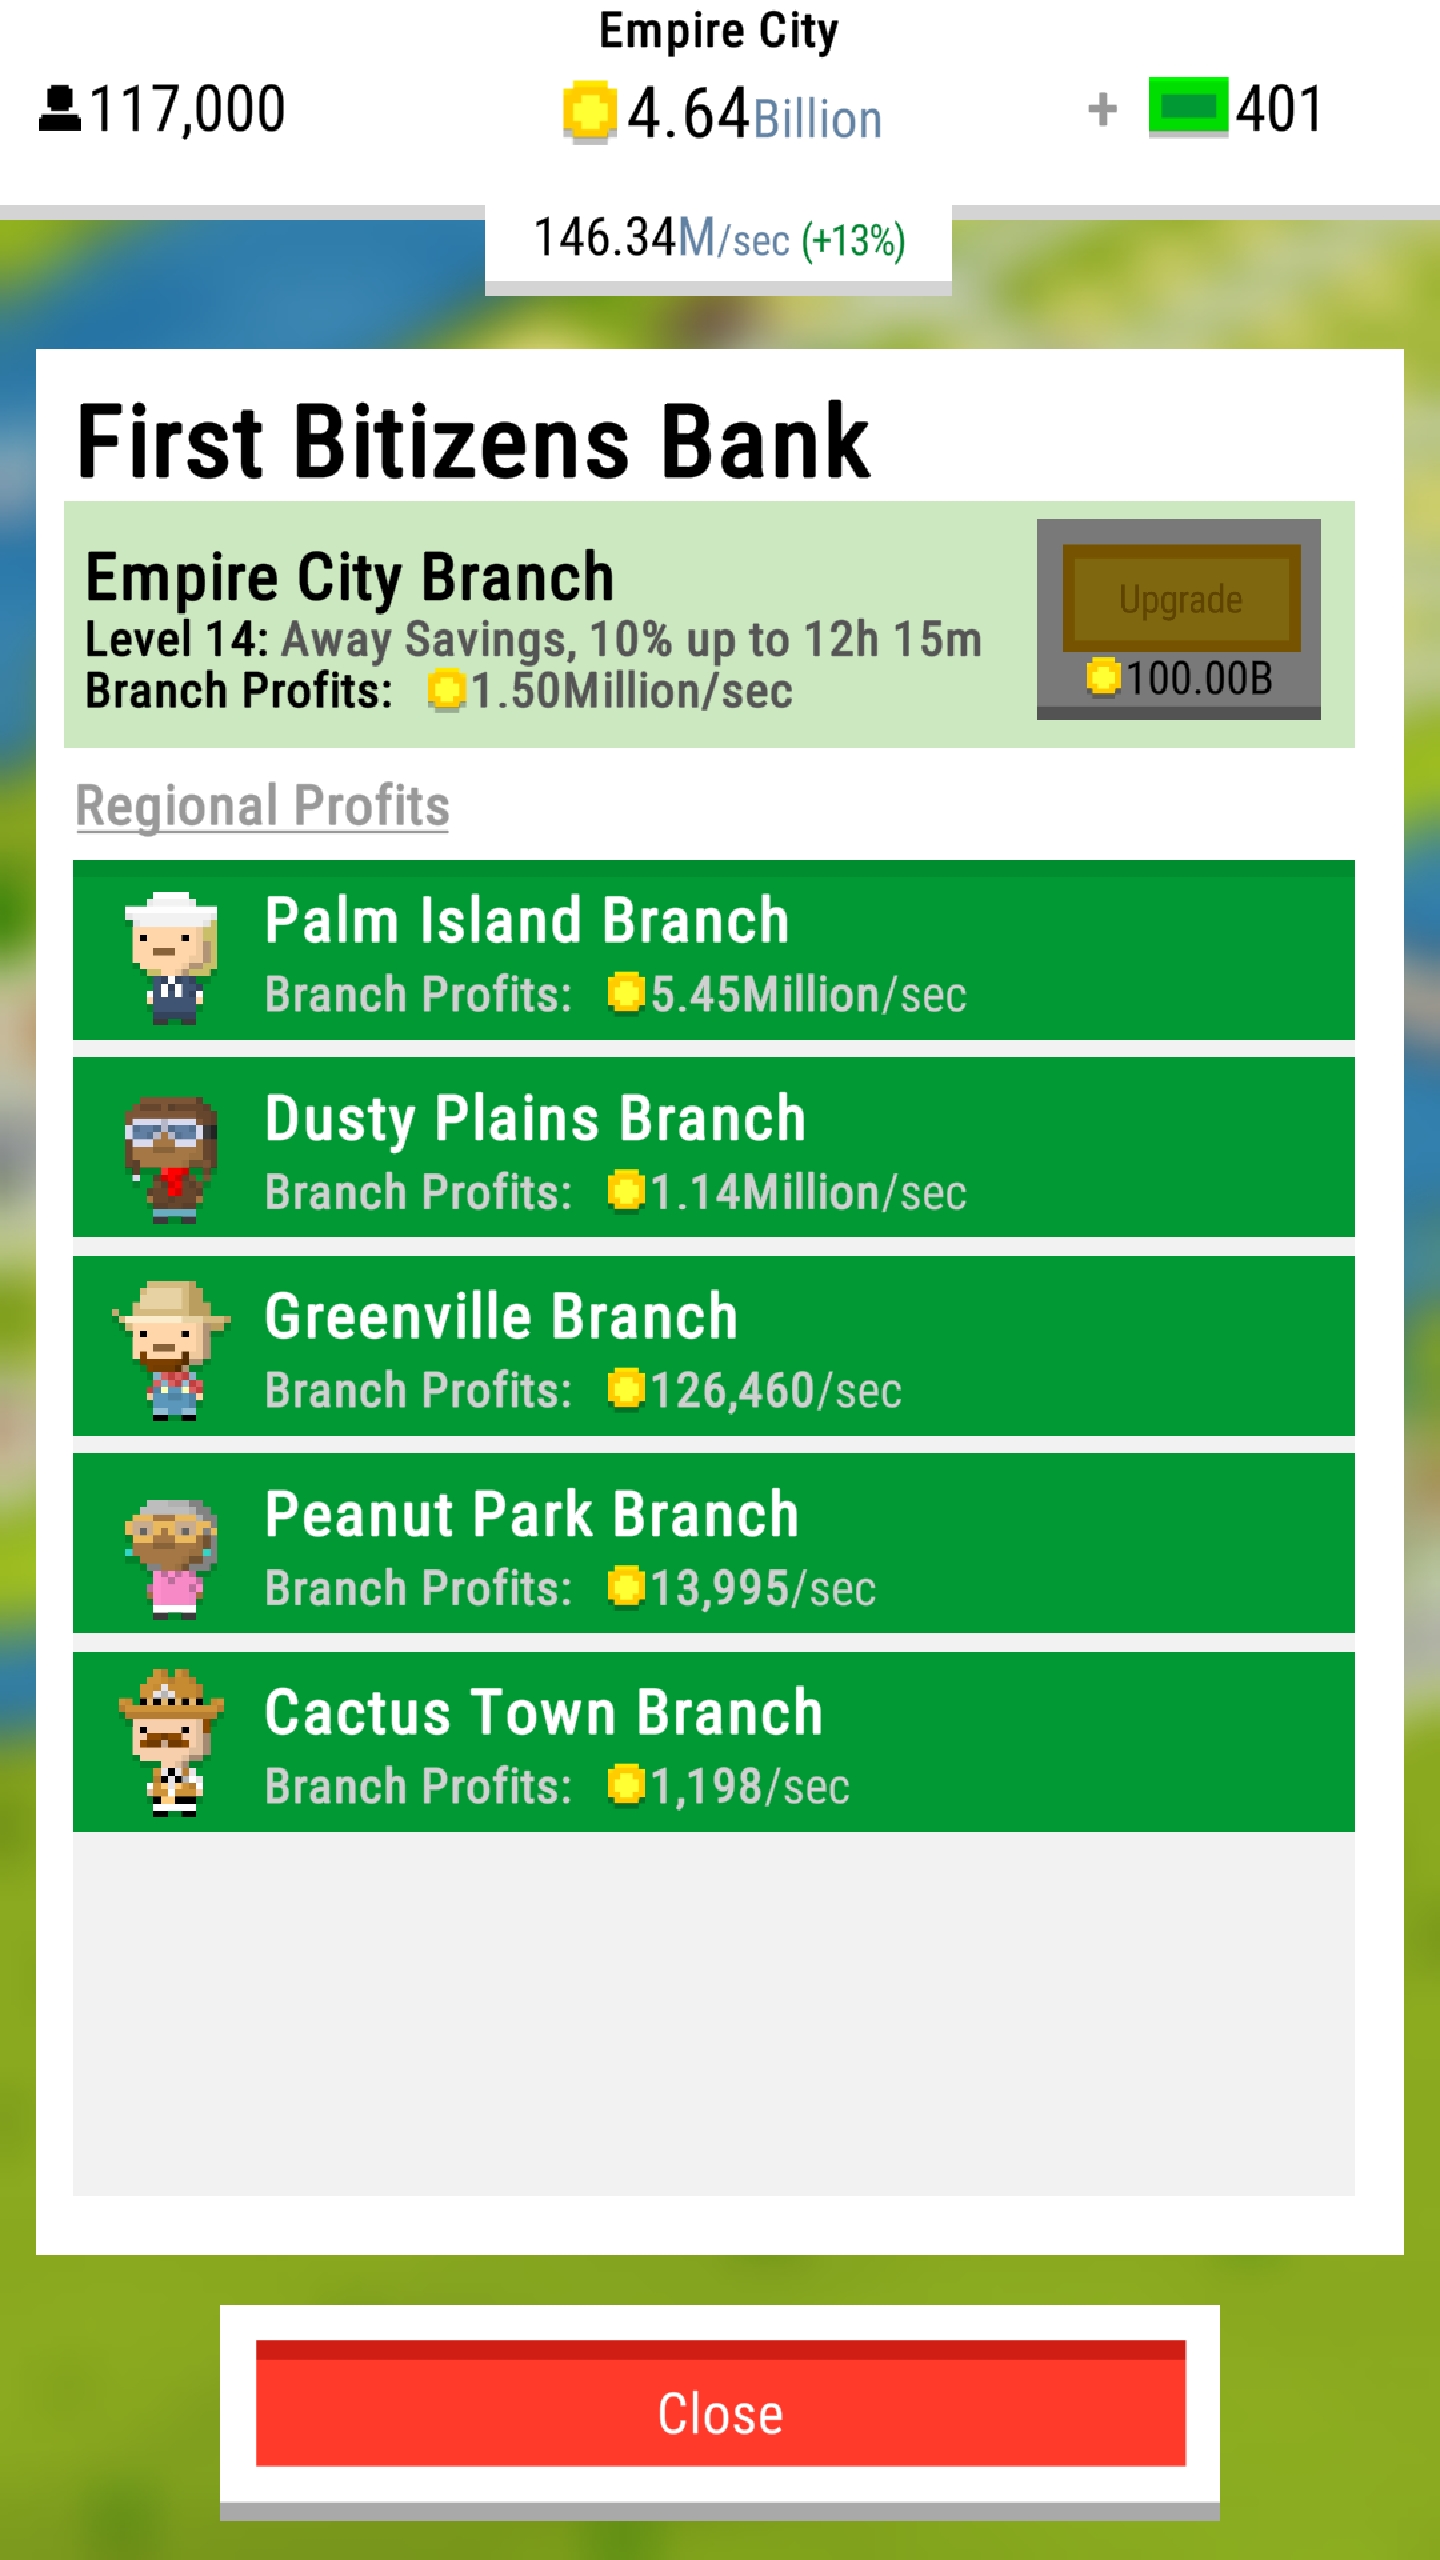 Empire City
117,000
4.64Billion
+ 401
146.34M/sec (+13%)
First Bitizens Bank
Empire City Branch
Level 14: Away Savings, 10% up to 12h 15m
Branch Profits: 1.50Million/sec
Upgrade
100.00B
Regional Profits
Palm Island Branch
Branch Profits: 5.45Million/sec
Dusty Plains Branch
Branch Profits: 1.14Million/sec
Greenville Branch
Branch Profits: 126,460/sec
Peanut Park Branch
Branch Profits: 13,995/sec
Cactus Town Branch
Branch Profits: 1,198/sec
Close